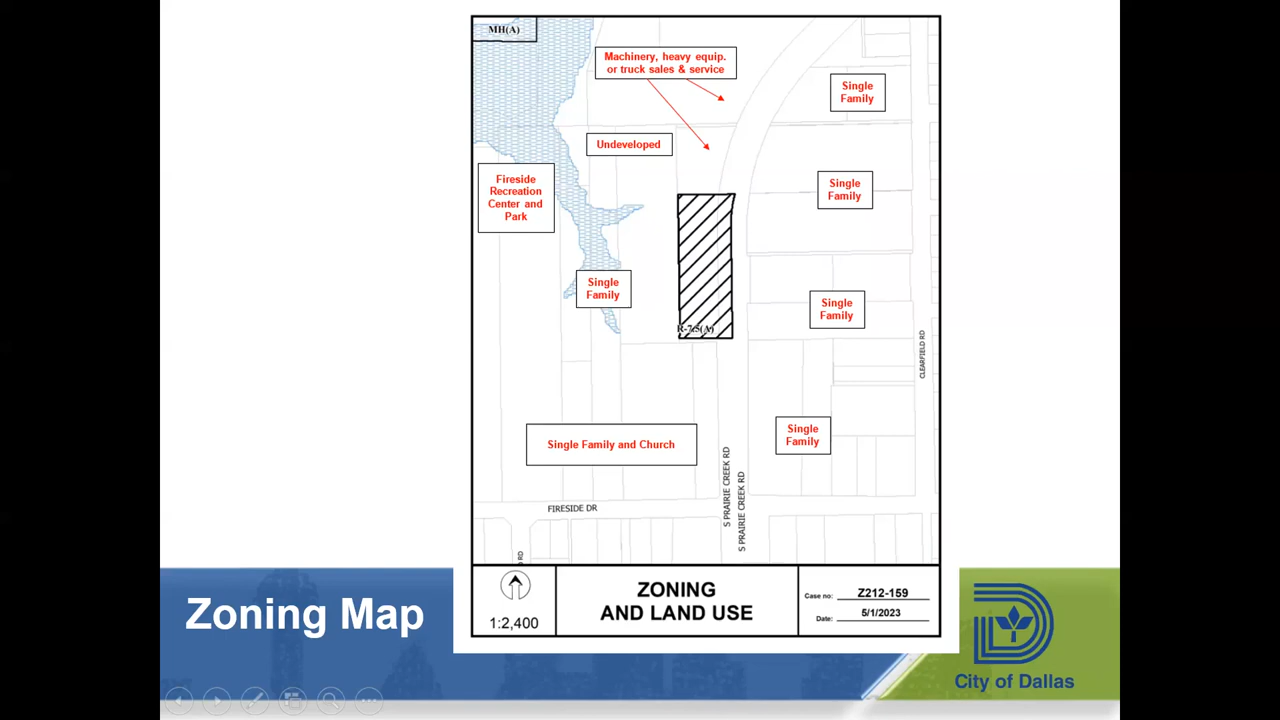 MH(A)
Machinery, heavy equip.
or truck sales & service
Single
Family
Undeveloped
Fireside
Recreation
Center and
Park
Single
Family
Single
Family
Single
Family
R-7.5(A)
CLEARFIELD RD
Single Family and Church
Single
Family
S PRAIRIE CREEK RD
S PRAIRIE CREEK RD
FIRESIDE DR
RD
1:2,400
ZONING
AND LAND USE
Case no: Z212-159
Date: 5/1/2023
Zoning Map
City of Dallas